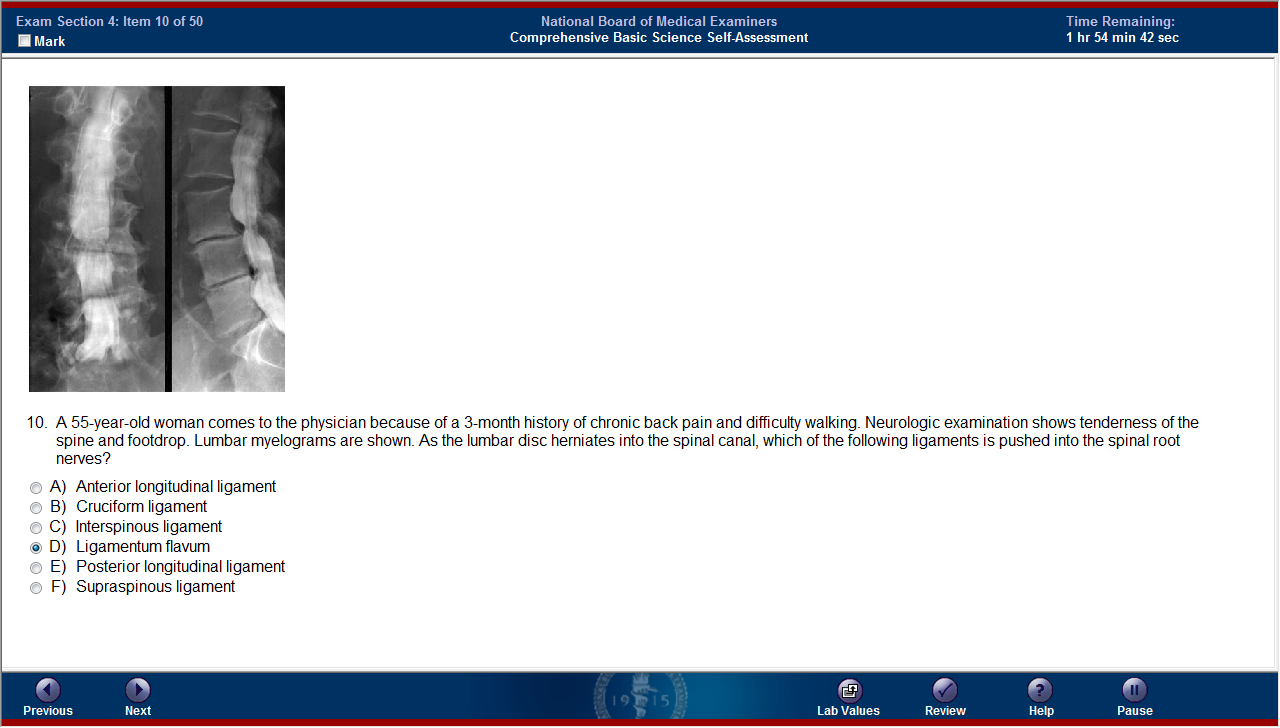 Exam Section 4: Item 10 of 50
National Board of Medical Examiners
Time Remaining:
Mark
Comprehensive Basic Science Self-Assessment
1 hr 54 min 42 sec
10. A 55-year-old woman comes to the physician because of a 3-month history of chronic back pain and difficulty walking. Neurologic examination shows tenderness of the
spine and footdrop. Lumbar myelograms are shown. As the lumbar disc herniates into the spinal canal, which of the following ligaments is pushed into the spinal root
nerves?
A) Anterior longitudinal ligament
B) Cruciform ligament
C) Interspinous ligament
D) Ligamentum flavum
E) Posterior longitudinal ligament
F) Supraspinous ligament
1915
Previous
Next
Lab Values
Review
Help
Pause